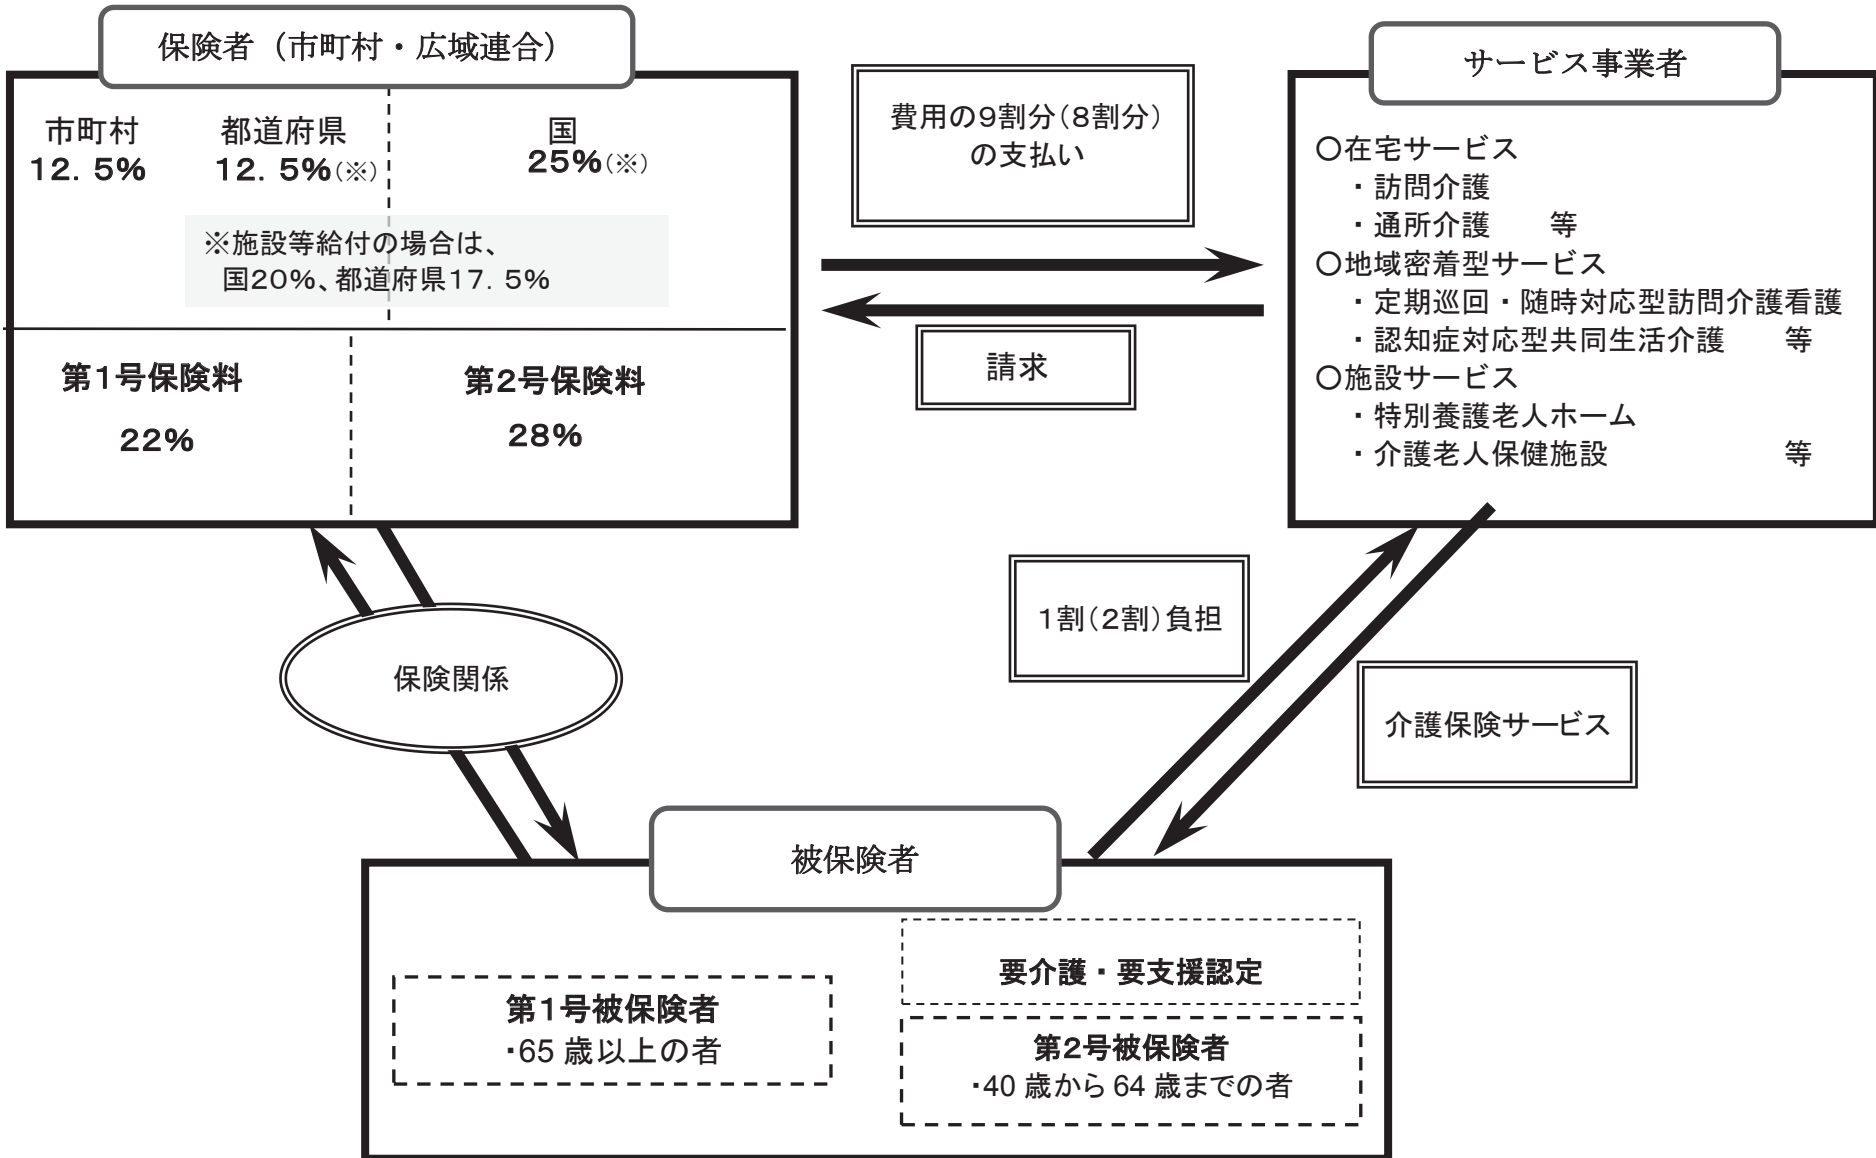 保険者（市町村・広域連合）
市町村
12．5%
都道府県
12．5%(※)
国
25%(※)
※施設等給付の場合は、
国20%、都道府県17．5%
第1号保険料
22%
第2号保険料
28%
費用の9割分(8割分)
の支払い
請求
サービス事業者
○在宅サービス
・訪問介護
・通所介護　等
○地域密着型サービス
・定期巡回・随時対応型訪問介護看護
・認知症対応型共同生活介護　等
○施設サービス
・特別養護老人ホーム
・介護老人保健施設　等
保険関係
1割(2割)負担
介護保険サービス
被保険者
第1号被保険者
・65 歳以上の者
要介護・要支援認定
第2号被保険者
・40 歳から 64 歳までの者